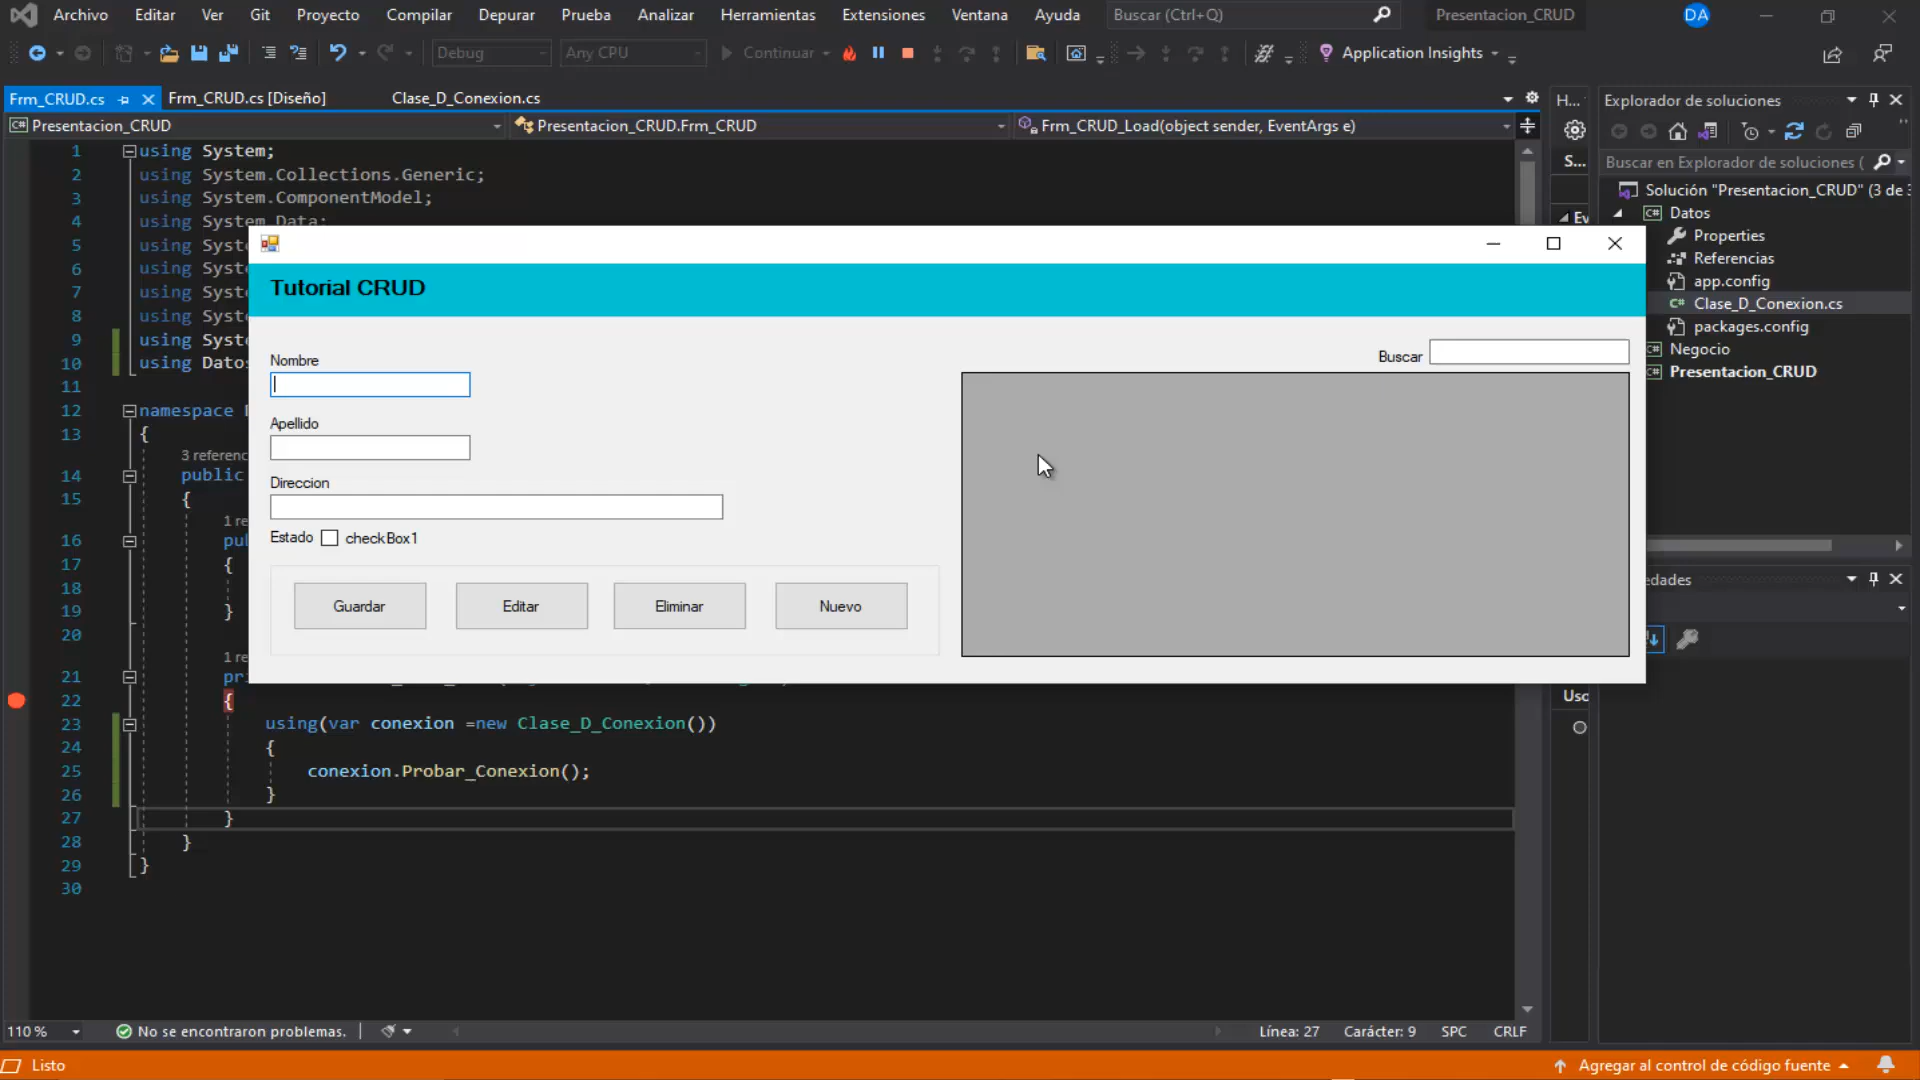 Archivo Editar Ver Git Proyecto Compilar Depurar Prueba Analizar Herramientas Extensiones Ventana Ayuda Buscar (Ctrl+Q) Presentacion_CRUD DA
Debug Any CPU Continuar Application Insights
Frm_CRUD.cs Frm_CRUD.cs [Diseño] Clase_D_Conexion.cs
Presentacion_CRUD Presentacion_CRUD.Frm_CRUD Frm_CRUD_Load(object sender, EventArgs e)
1 using System;
2 using System.Collections.Generic;
3 using System.ComponentModel;
4 using System.Data;
5 using Syst
6 using Syst
7 using Syst
8 using Syst
9 using Syst
10 using Datos
11
12 namespace
13 {
3 referenc
14 public
15 {
1 re
16 pul
17 {
18
19 }
20
1 re
21 pri
22 {
23 using(var conexion =new Clase_D_Conexion())
24 {
25 conexion.Probar_Conexion();
26 }
27 }
28 }
29 }
30
Tutorial CRUD
Nombre
Apellido
Direccion
Estado checkBox1
Guardar Editar Eliminar Nuevo
Buscar
H...
S...
Ev
Usc
Explorador de soluciones
Buscar en Explorador de soluciones (
Solución "Presentacion_CRUD" (3 de 3
Datos
Properties
Referencias
app.config
Clase_D_Conexion.cs
packages.config
Negocio
Presentacion_CRUD
edades
110 % No se encontraron problemas. Línea: 27 Carácter: 9 SPC CRLF
Listo Agregar al control de código fuente